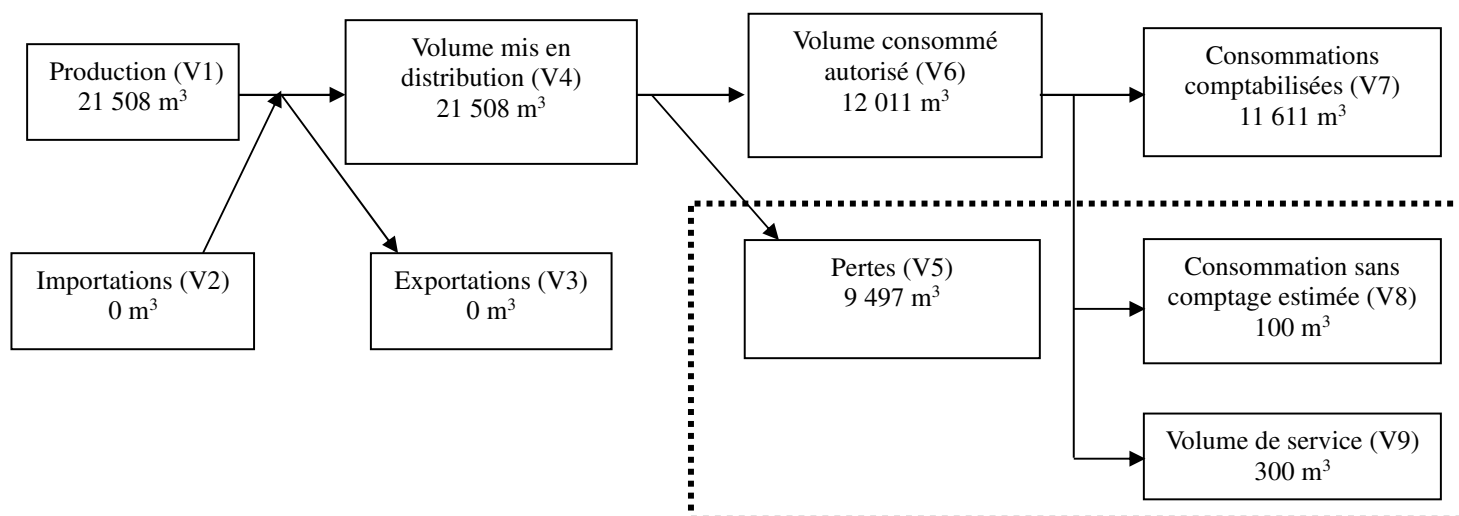 Production (V1)
21 508 m³
Volume mis en
distribution (V4)
21 508 m³
Volume consommé
autorisé (V6)
12 011 m³
Consommations
comptabilisées (V7)
11 611 m³
Importations (V2)
0 m³
Exportations (V3)
0 m³
Pertes (V5)
9 497 m³
Consommation sans
comptage estimée (V8)
100 m³
Volume de service (V9)
300 m³